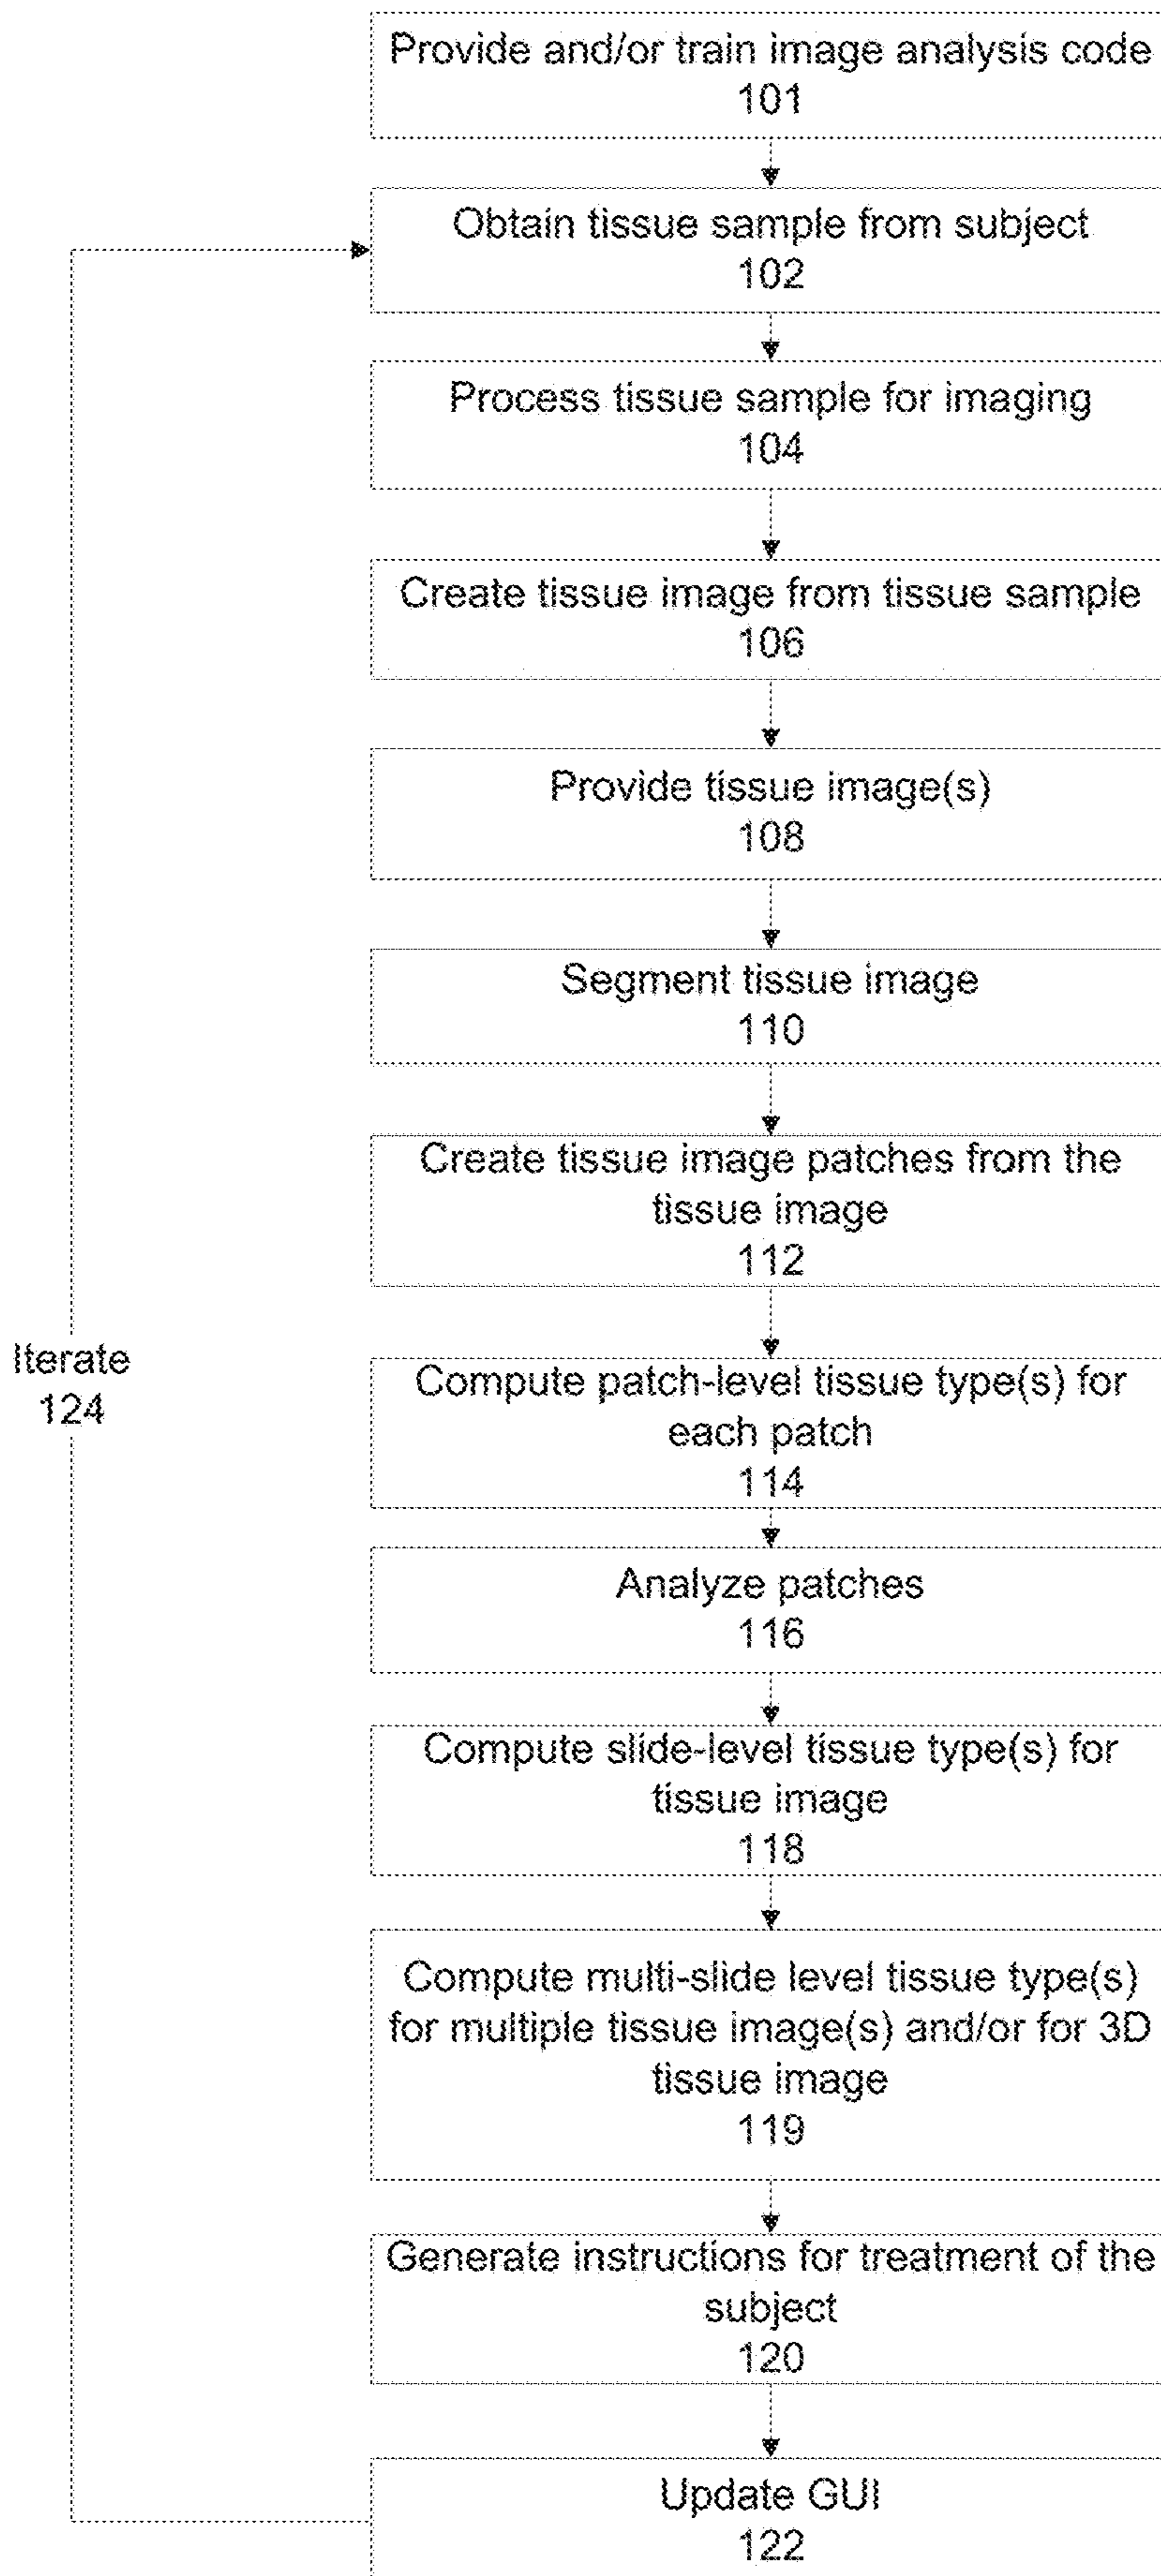 Provide and/or train image analysis code
101
Obtain tissue sample from subject
102
Process tissue sample for imaging
104
Create tissue image from tissue sample
106
Provide tissue image(s)
108
Segment tissue image
110
Create tissue image patches from the
tissue image
112
Iterate
124
Compute patch-level tissue type(s) for
each patch
114
Analyze patches
116
Compute slide-level tissue type(s) for
tissue image
118
Compute multi-slide level tissue type(s)
for multiple tissue image(s) and/or for 3D
tissue image
119
Generate instructions for treatment of the
subject
120
Update GUI
122